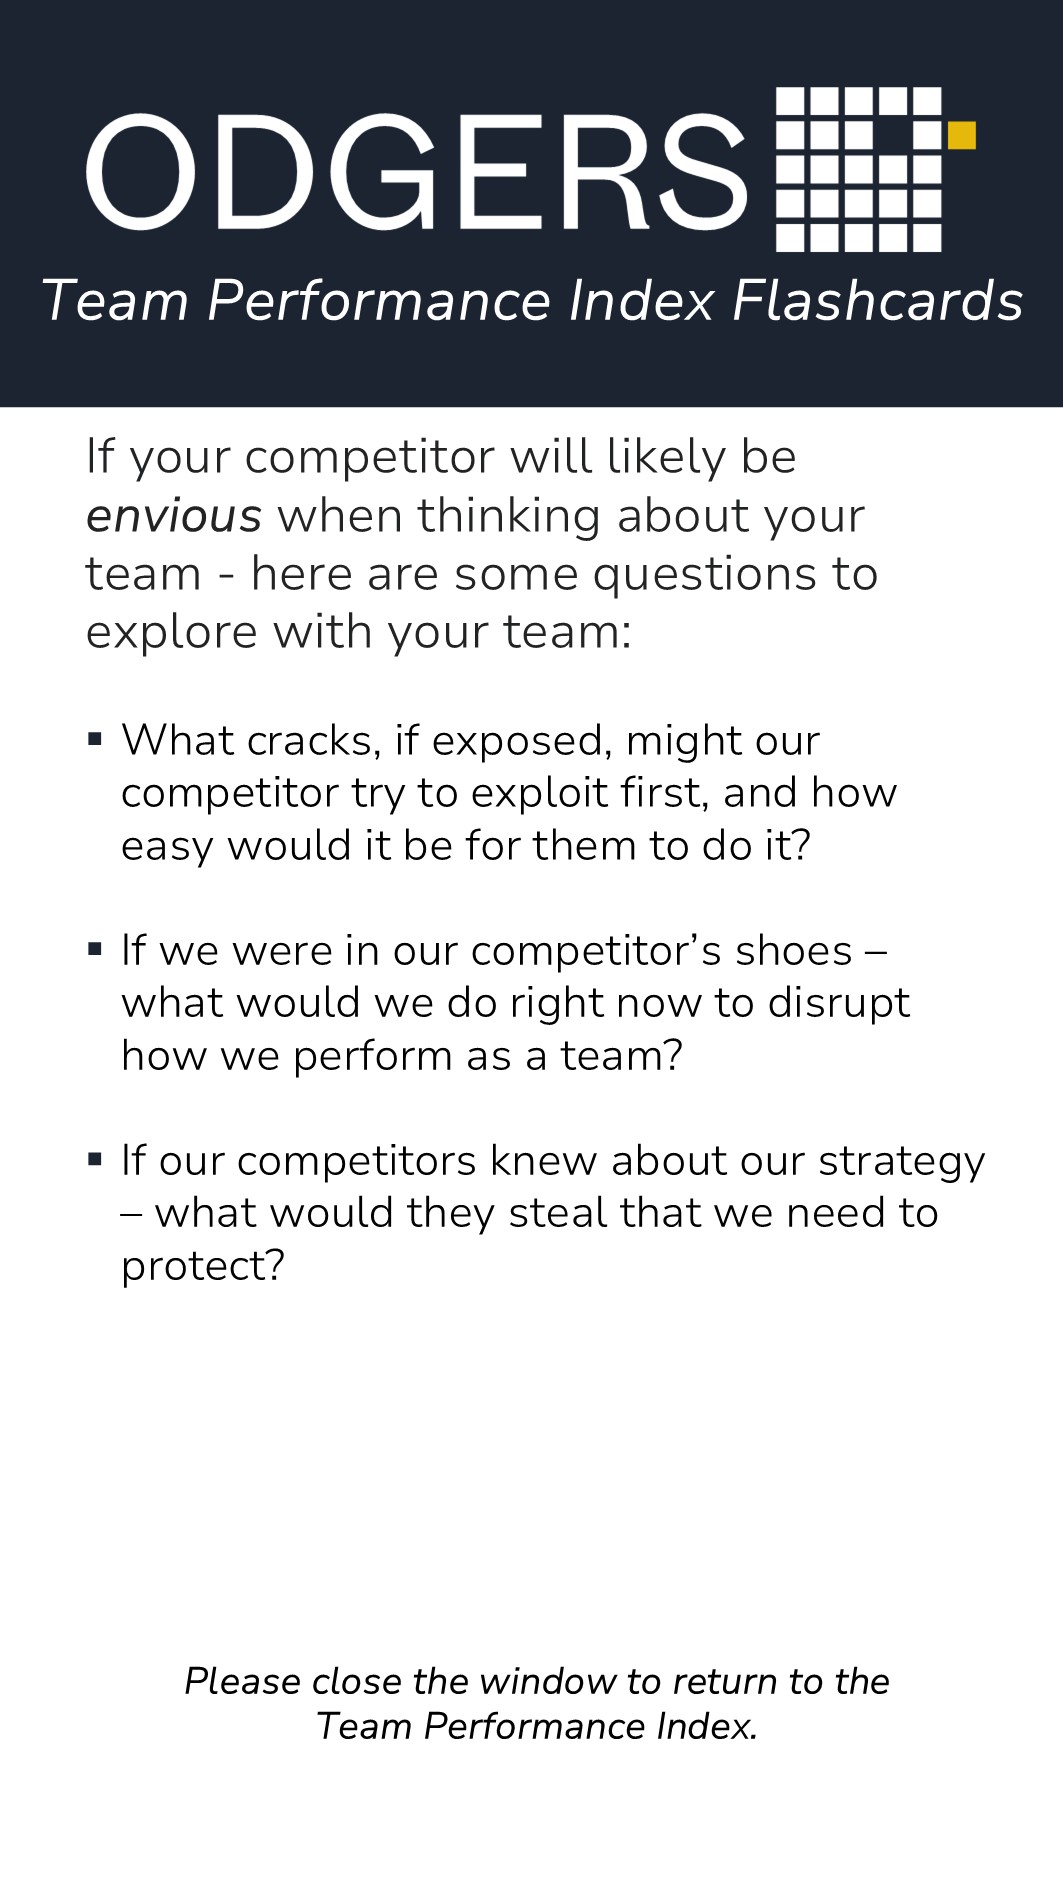 ODGERS
Team Performance Index Flashcards
If your competitor will likely be
envious when thinking about your
team - here are some questions to
explore with your team:
▪ What cracks, if exposed, might our
competitor try to exploit first, and how
easy would it be for them to do it?
▪ If we were in our competitor’s shoes –
what would we do right now to disrupt
how we perform as a team?
▪ If our competitors knew about our strategy
– what would they steal that we need to
protect?
Please close the window to return to the
Team Performance Index.